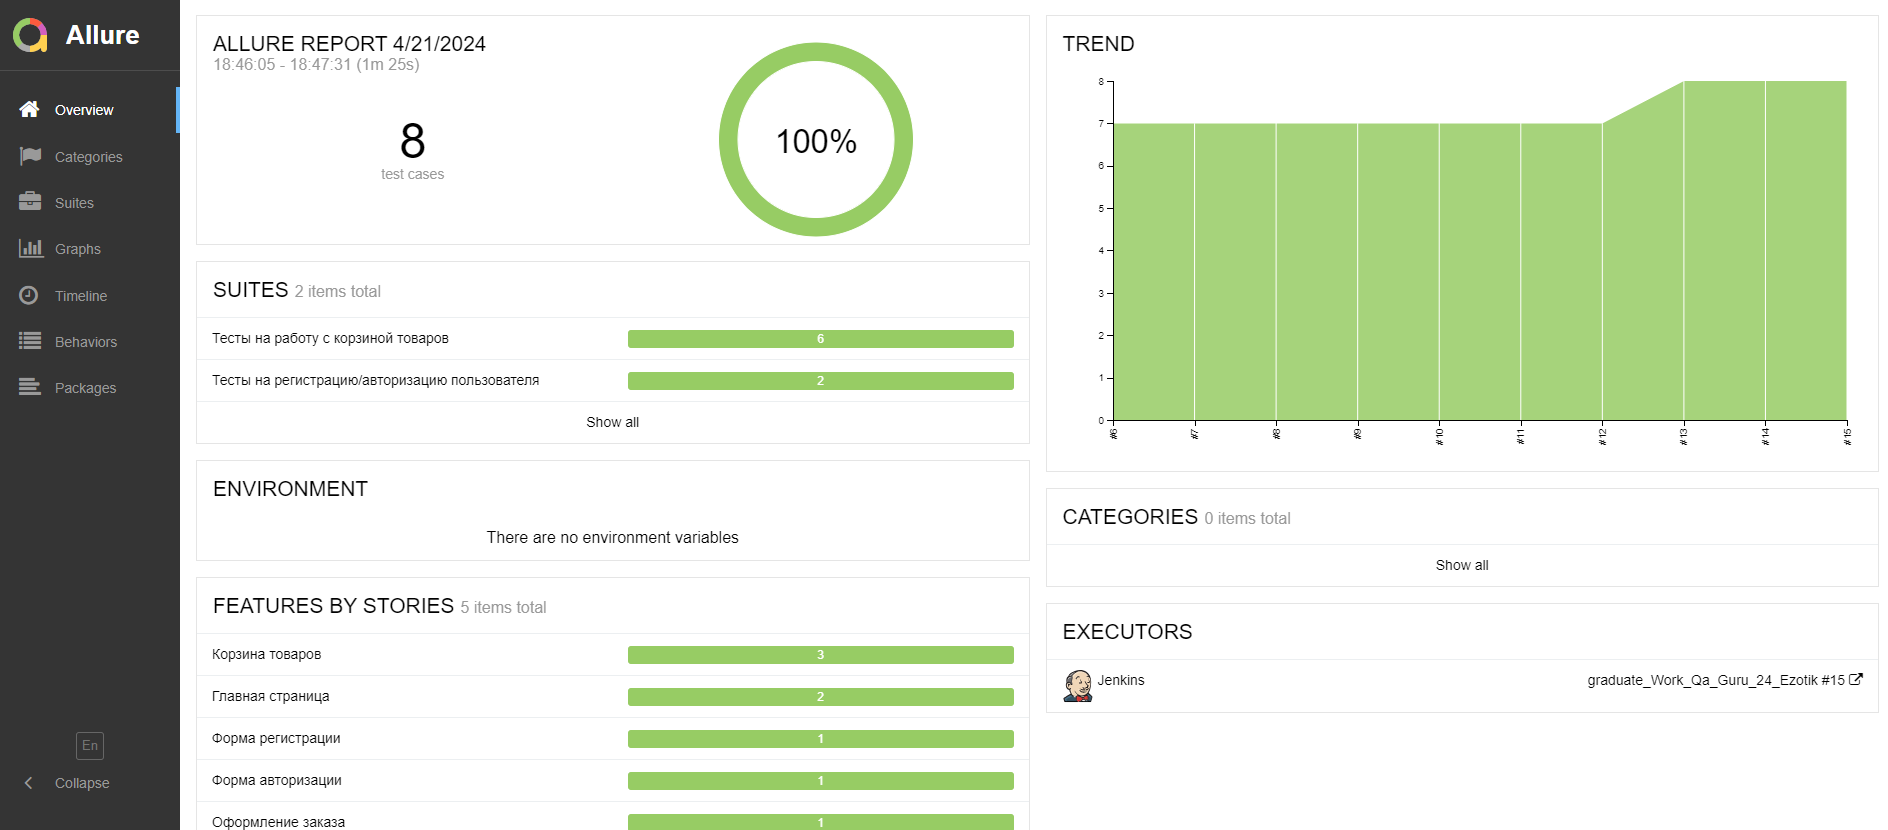 Allure
Overview
Categories
Suites
Graphs
Timeline
Behaviors
Packages
En
Collapse
ALLURE REPORT 4/21/2024
18:46:05 - 18:47:31 (1m 25s)
8
test cases
100%
SUITES 2 items total
Тесты на работу с корзиной товаров 6
Тесты на регистрацию/авторизацию пользователя 2
Show all
ENVIRONMENT
There are no environment variables
FEATURES BY STORIES 5 items total
Корзина товаров 3
Главная страница 2
Форма регистрации 1
Форма авторизации 1
Оформление заказа 1
TREND
8
7
6
5
4
3
2
1
0
#6 #7 #8 #9 #10 #11 #12 #13 #14 #15
CATEGORIES 0 items total
Show all
EXECUTORS
Jenkins graduate_Work_Qa_Guru_24_Ezotik #15